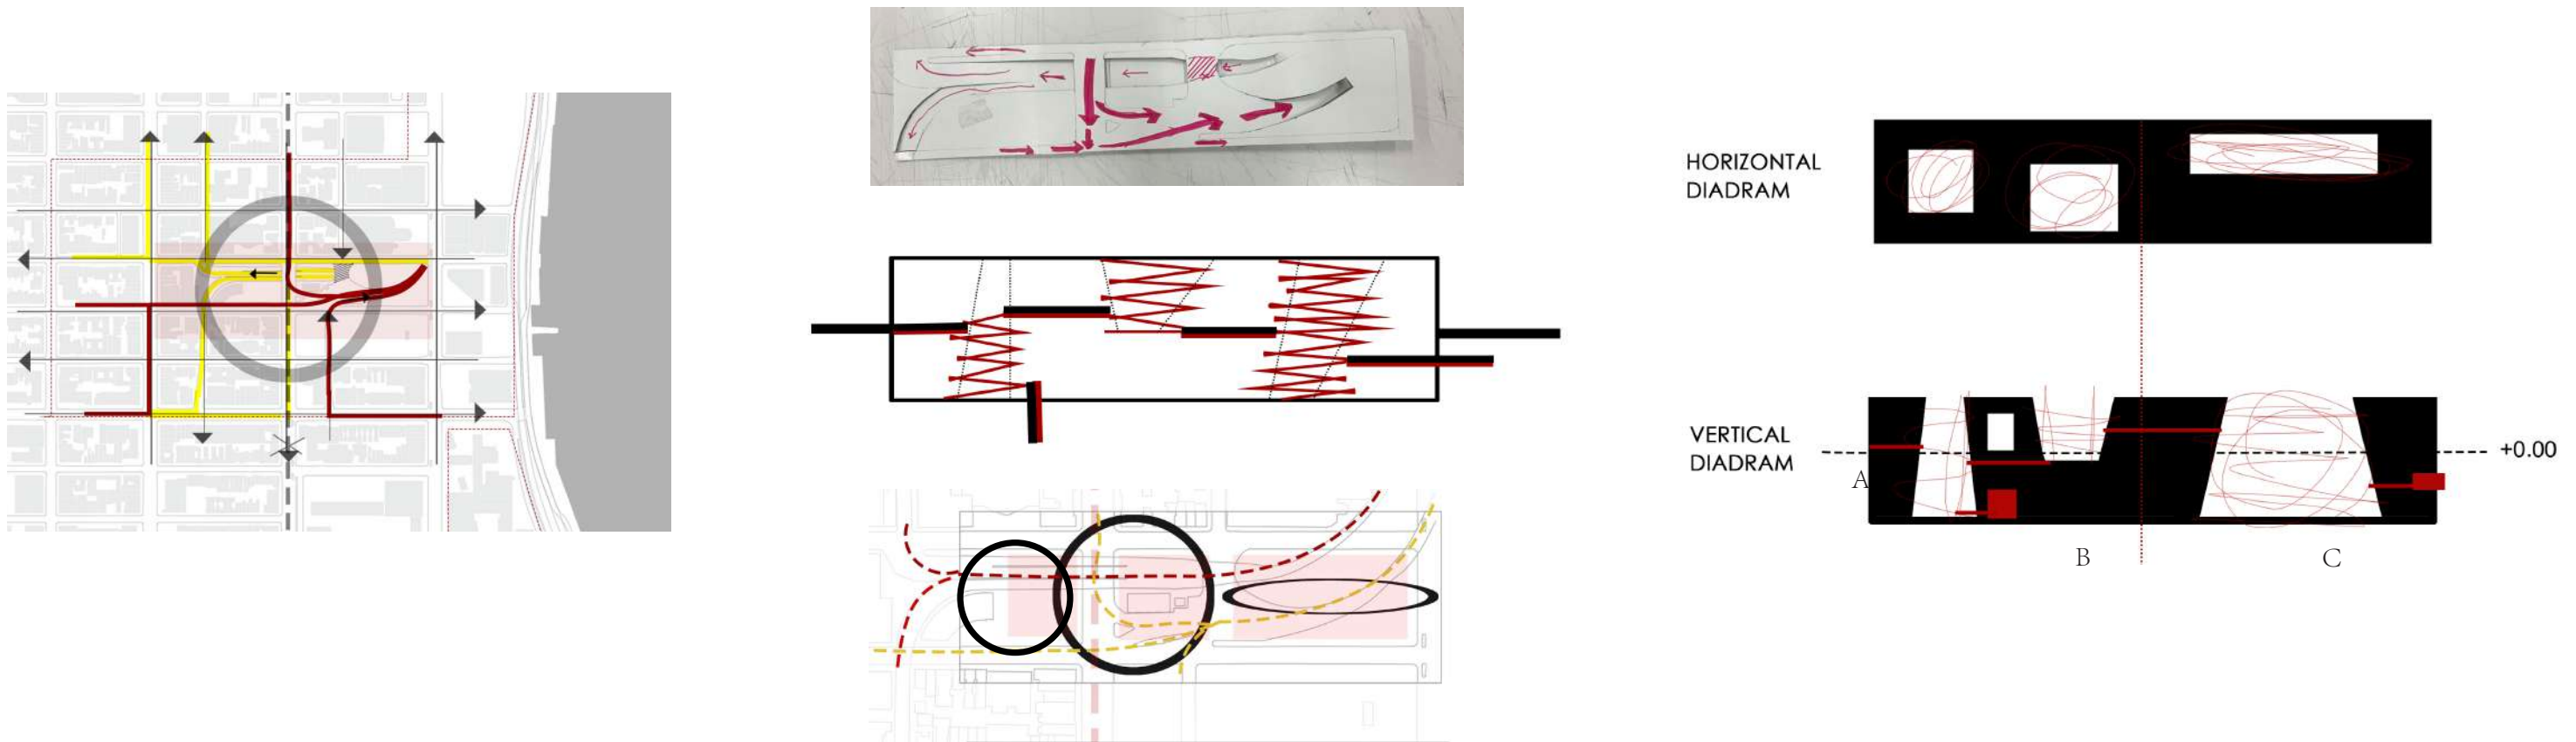 HORIZONTAL
DIADRAM
VERTICAL
DIADRAM
+0.00
A
B
C